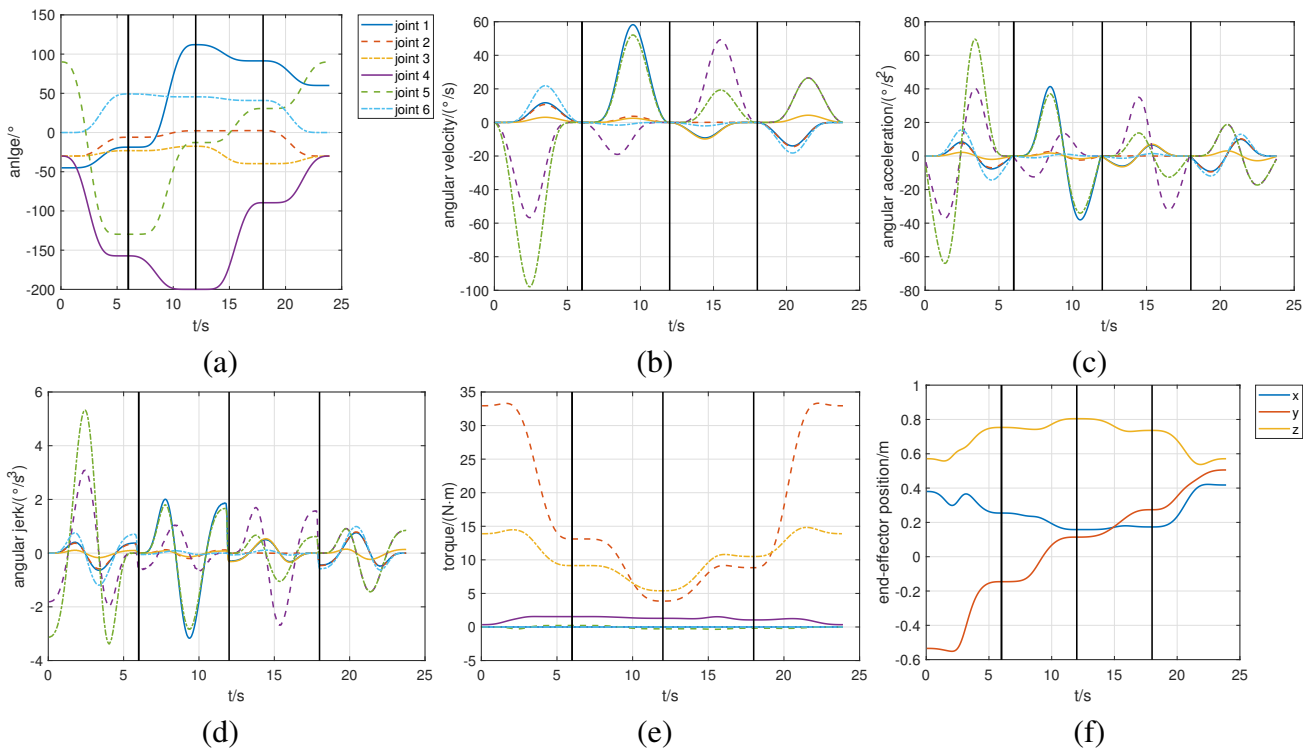 150
100
50
0
-50
-100
-150
-200
anlge/°
0 5 10 15 20 25
t/s
joint 1
joint 2
joint 3
joint 4
joint 5
joint 6
(a)
60
40
20
0
-20
-40
-60
-80
-100
angular velocity/(°/s)
0 5 10 15 20 25
t/s
(b)
80
60
40
20
0
-20
-40
-60
-80
angular acceleration/(°/s²)
0 5 10 15 20 25
t/s
(c)
6
4
2
0
-2
-4
angular jerk/(°/s³)
0 5 10 15 20 25
t/s
(d)
35
30
25
20
15
10
5
0
-5
torque/(N·m)
0 5 10 15 20 25
t/s
(e)
1
0.8
0.6
0.4
0.2
0
-0.2
-0.4
-0.6
end-effector position/m
0 5 10 15 20 25
t/s
x
y
z
(f)